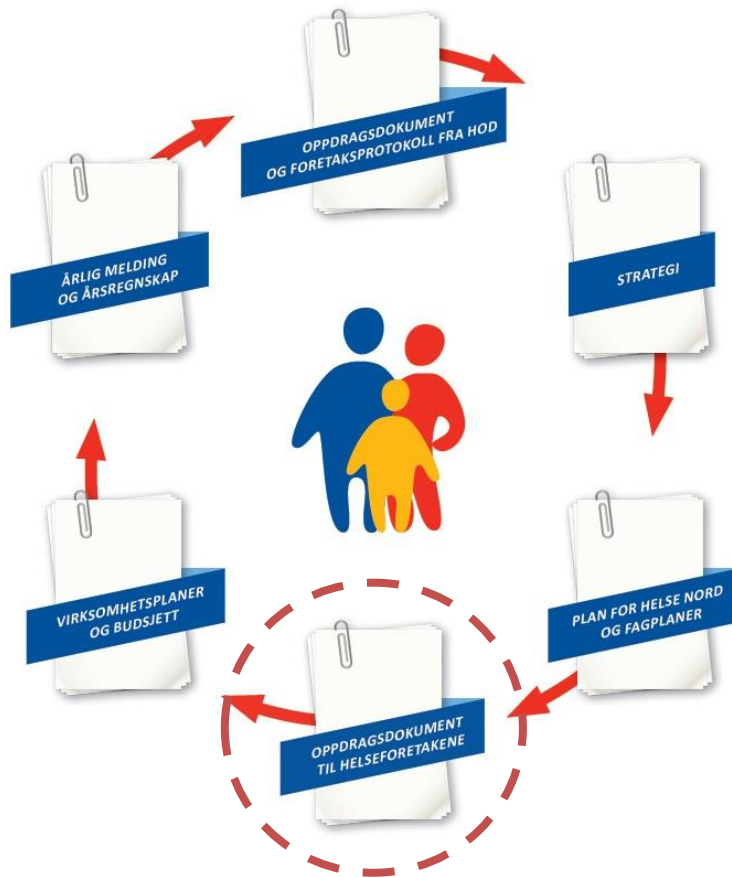 OPPDRAGSDOKUMENT
OG FORETAKSPROTOKOLL FRA HOD
STRATEGI
PLAN FOR HELSE NORD
OG FAGPLANER
OPPDRAGSDOKUMENT
TIL HELSEFORETAKENE
VIRKSOMHETSPLANER
OG BUDSJETT
ÅRLIG MELDING
OG ÅRSREGNSKAP